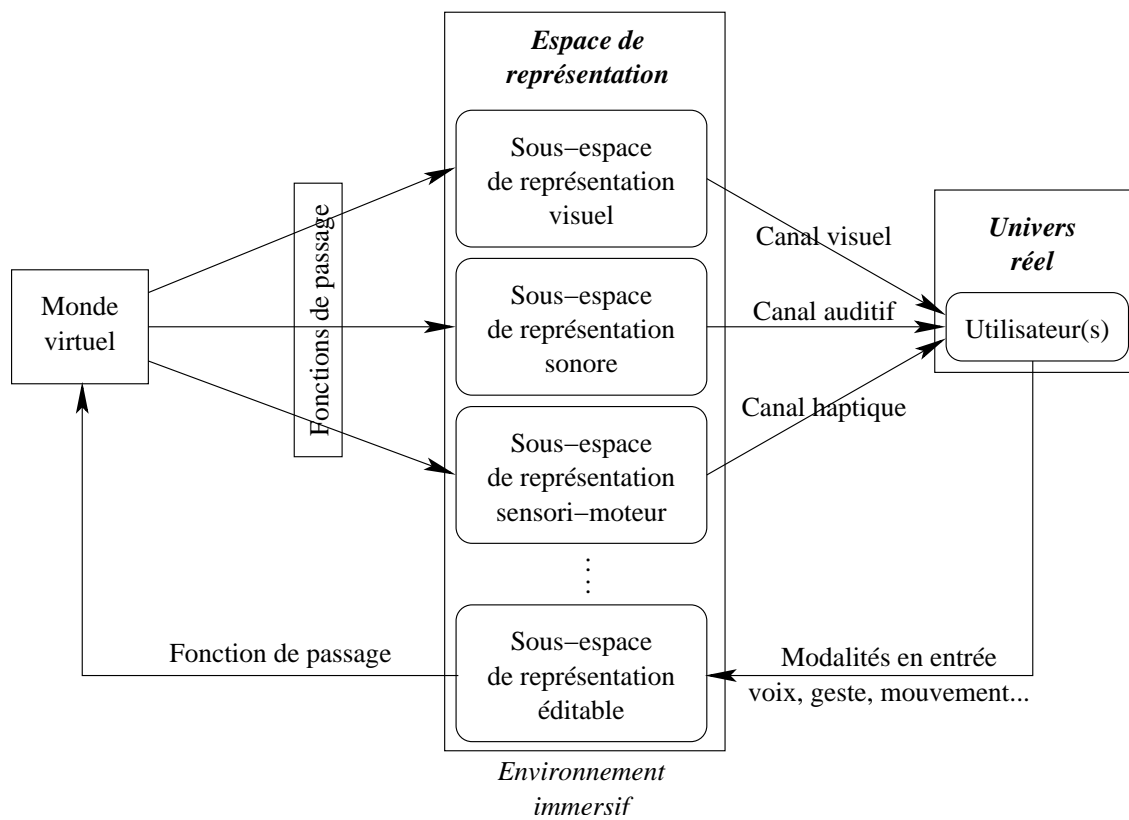 Espace de
représentation
Sous−espace
de représentation
visuel
Fonctions de passage
Canal visuel
Univers
réel
Monde
virtuel
Sous−espace
de représentation
sonore
Canal auditif
Utilisateur(s)
Canal haptique
Sous−espace
de représentation
sensori−moteur
Fonction de passage
Sous−espace
de représentation
éditable
Modalités en entrée
voix, geste, mouvement...
Environnement
immersif